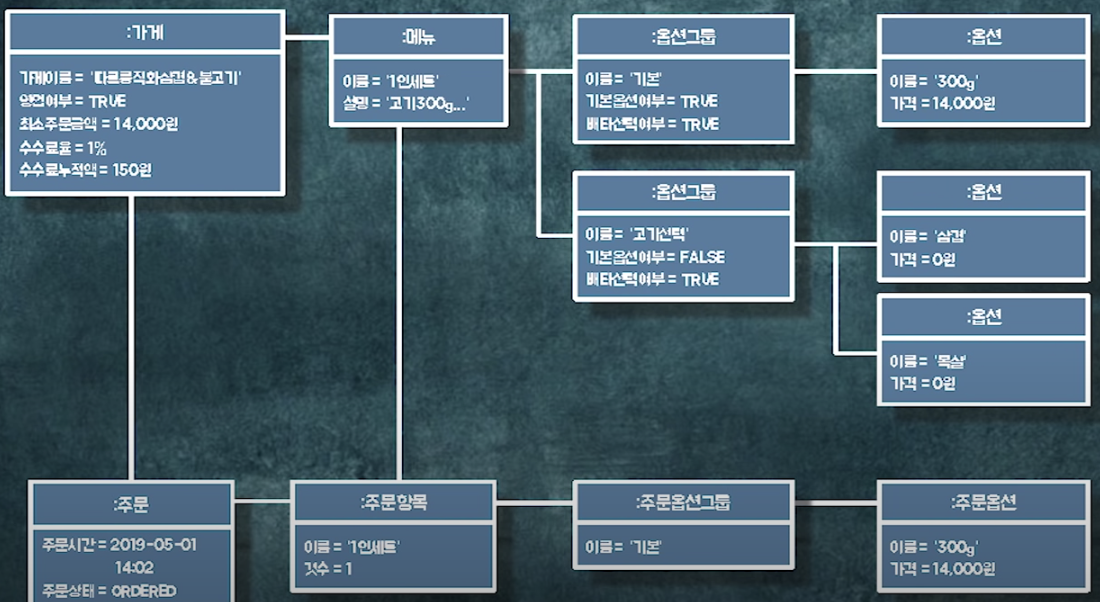 :가게
가게이름 = '따르릉직화삼겹&불고기'
영업여부 = TRUE
최소주문금액 = 14,000원
수수료율 = 1%
수수료누적액 = 150원
:메뉴
이름 = '1인세트'
설명 = '고기300g...'
:옵션그룹
이름 = '기본'
기본옵션여부 = TRUE
배타선택여부 = TRUE
:옵션
이름 = '300g'
가격 = 14,000원
:옵션그룹
이름 = '고기선택'
기본옵션여부 = FALSE
배타선택여부 = TRUE
:옵션
이름 = '삼겹'
가격 = 0원
:옵션
이름 = '목살'
가격 = 0원
:주문
주문시간 = 2019-05-01
14:02
주문상태 = ORDERED
:주문항목
이름 = '1인세트'
갯수 = 1
:주문옵션그룹
이름 = '기본'
:주문옵션
이름 = '300g'
가격 = 14,000원